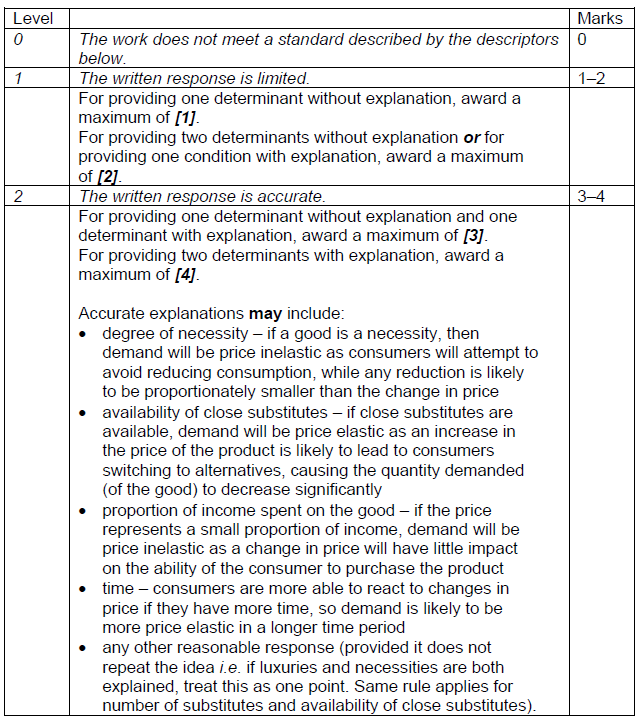 Level Marks
0 The work does not meet a standard described by the descriptors 0
below.
1 The written response is limited. 1–2
For providing one determinant without explanation, award a
maximum of [1].
For providing two determinants without explanation or for
providing one condition with explanation, award a maximum
of [2].
2 The written response is accurate. 3–4
For providing one determinant without explanation and one
determinant with explanation, award a maximum of [3].
For providing two determinants with explanation, award a
maximum of [4].
Accurate explanations may include:
• degree of necessity – if a good is a necessity, then
demand will be price inelastic as consumers will attempt to
avoid reducing consumption, while any reduction is likely
to be proportionately smaller than the change in price
• availability of close substitutes – if close substitutes are
available, demand will be price elastic as an increase in
the price of the product is likely to lead to consumers
switching to alternatives, causing the quantity demanded
(of the good) to decrease significantly
• proportion of income spent on the good – if the price
represents a small proportion of income, demand will be
price inelastic as a change in price will have little impact
on the ability of the consumer to purchase the product
• time – consumers are more able to react to changes in
price if they have more time, so demand is likely to be
more price elastic in a longer time period
• any other reasonable response (provided it does not
repeat the idea i.e. if luxuries and necessities are both
explained, treat this as one point. Same rule applies for
number of substitutes and availability of close substitutes).